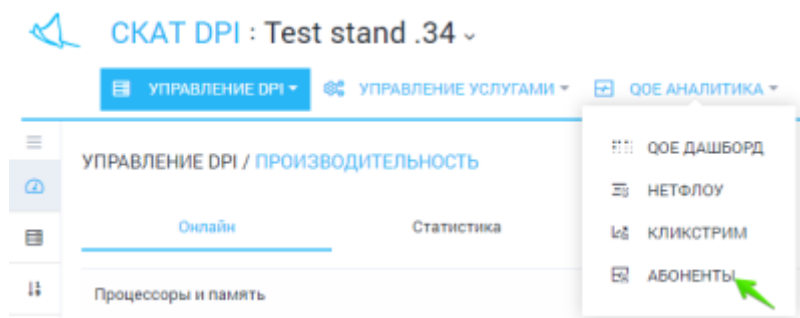 СКАТ DPI : Test stand .34
УПРАВЛЕНИЕ DPI
УПРАВЛЕНИЕ УСЛУГАМИ
QOE АНАЛИТИКА
УПРАВЛЕНИЕ DPI / ПРОИЗВОДИТЕЛЬНОСТЬ
Онлайн
Статистика
Процессоры и память
QOE ДАШБОРД
НЕТФЛОУ
КЛИКСТРИМ
АБОНЕНТЫ